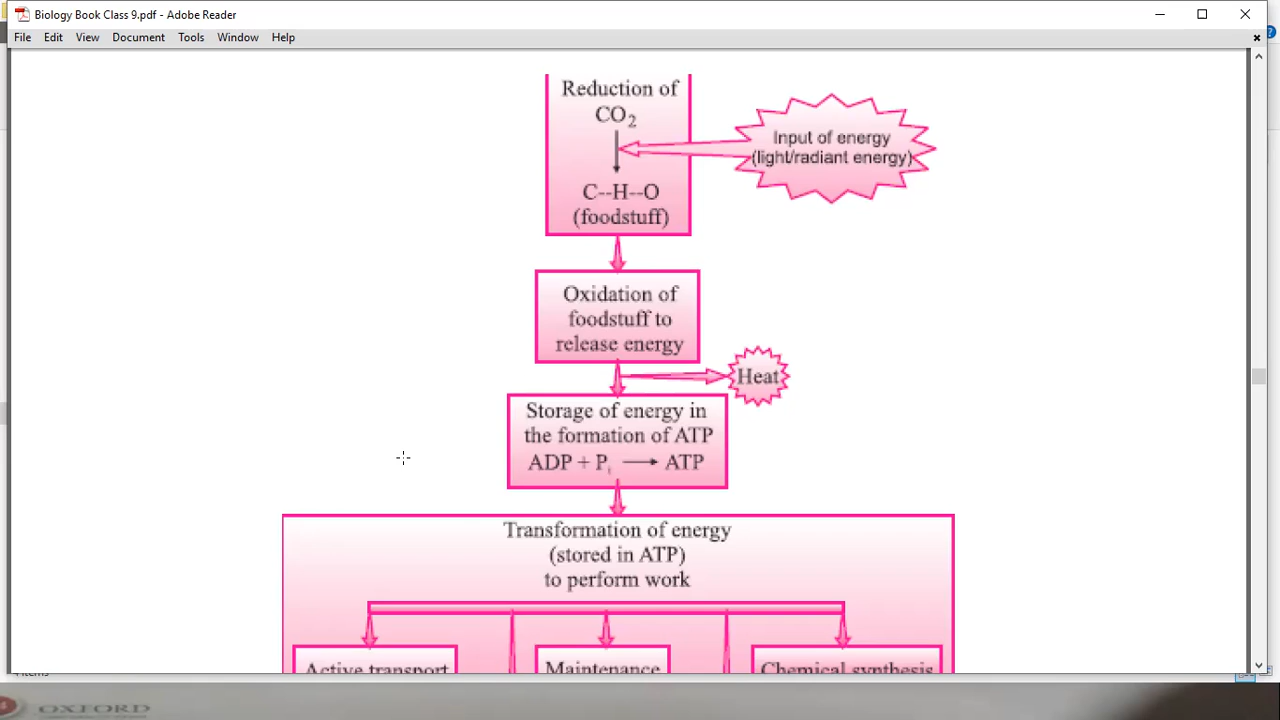 Biology Book Class 9.pdf - Adobe Reader
File Edit View Document Tools Window Help
Reduction of
CO2
C--H--O
(foodstuff)
Input of energy
(light/radiant energy)
Oxidation of
foodstuff to
release energy
Heat
Storage of energy in
the formation of ATP
ADP + Pi → ATP
Transformation of energy
(stored in ATP)
to perform work
Active transport Maintenance Chemical synthesis
OXFORD